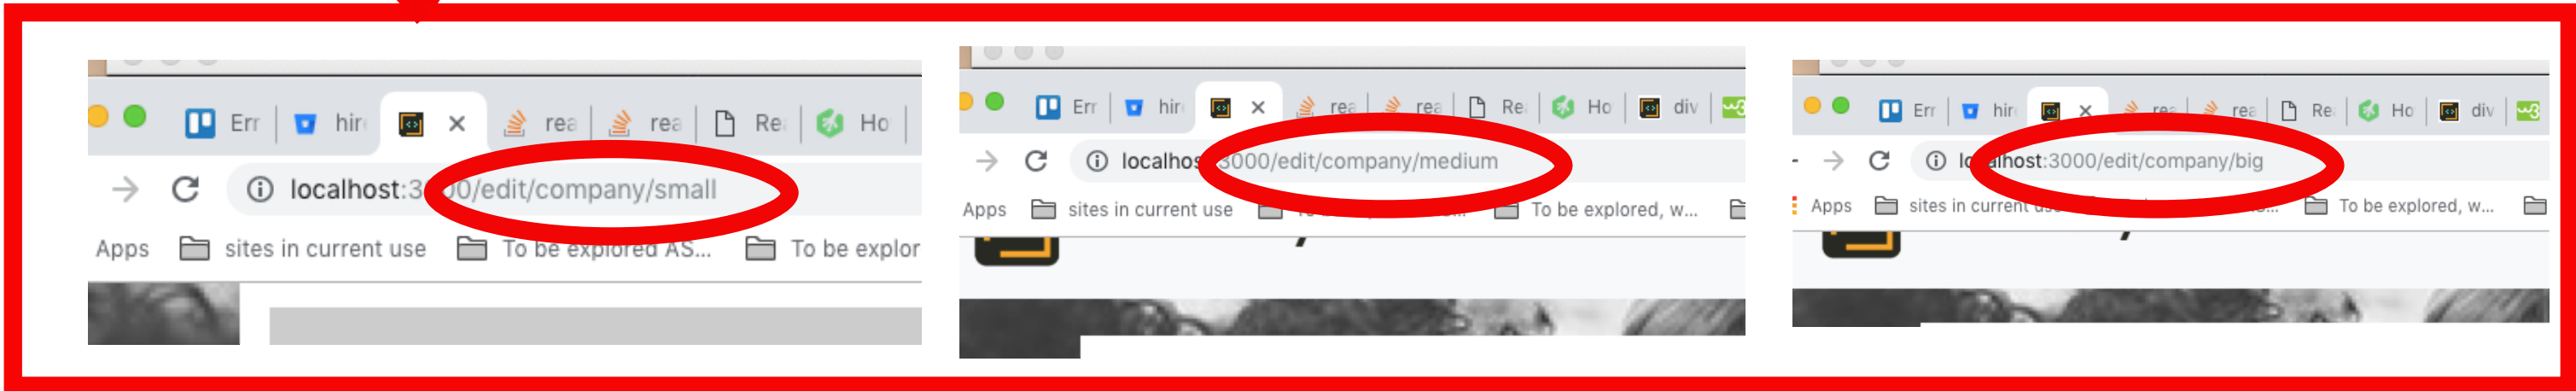 Err hir rea rea Re Ho
localhost:3000/edit/company/small
Apps sites in current use To be explored AS... To be explor
Err hir rea rea Re Ho div
localhos 3000/edit/company/medium
Apps sites in current use To be explored, w...
Err hir rea rea Re Ho div
localhost:3000/edit/company/big
Apps sites in current use To be explored, w...